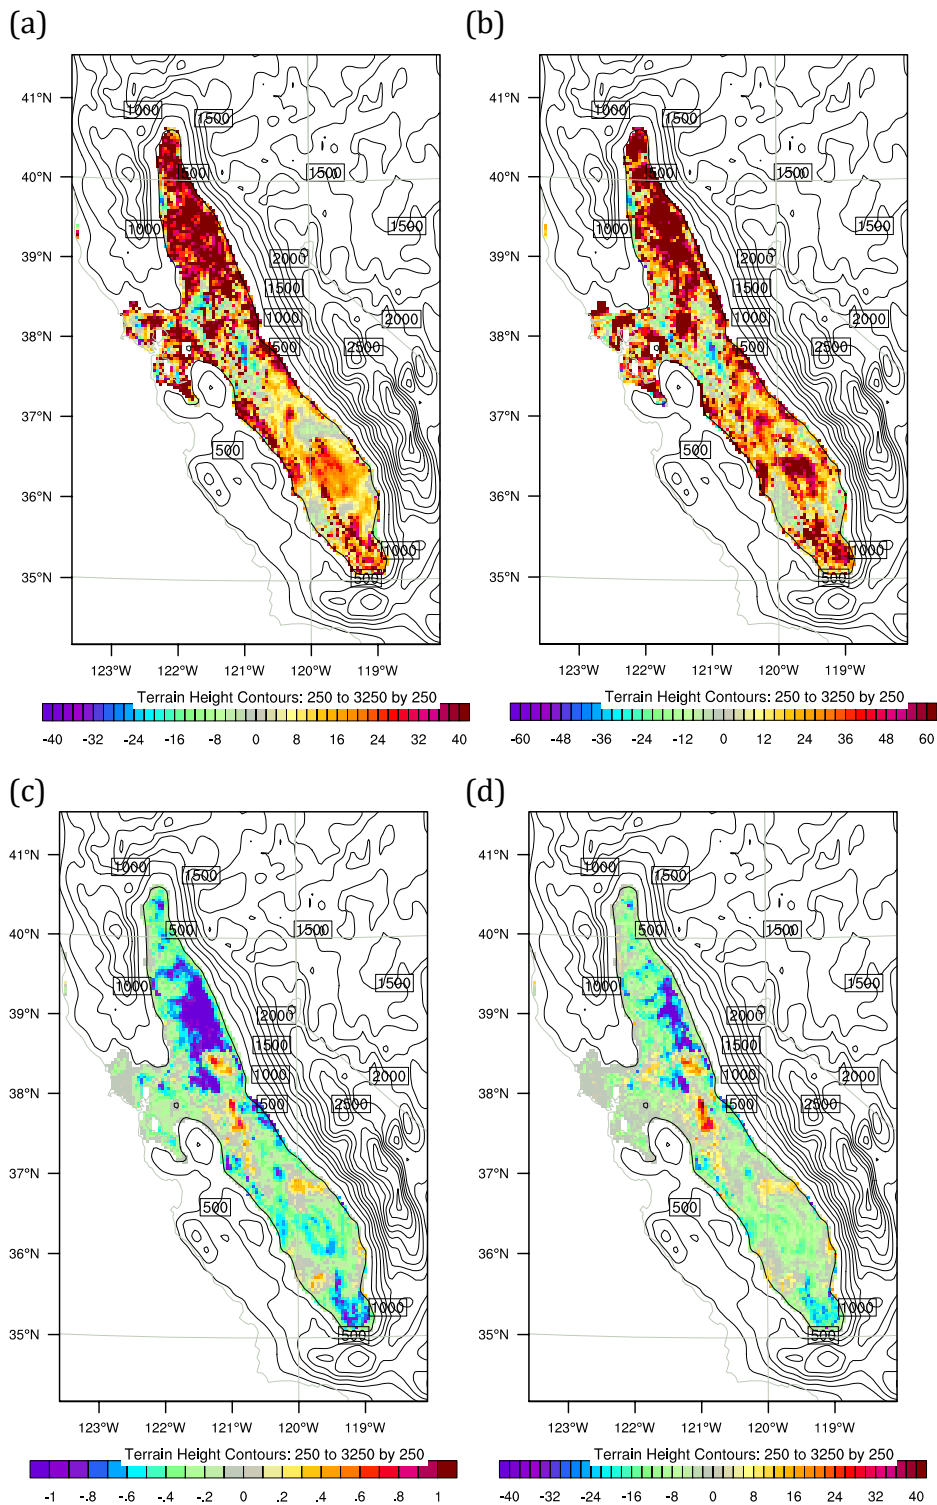 (a)
(b)
41°N
40°N
39°N
38°N
37°N
36°N
35°N
1000
1500
500
1500
1000
1500
2000
1500
1000
2000
500
2500
500
1000
500
123°W 122°W 121°W 120°W 119°W
Terrain Height Contours: 250 to 3250 by 250
-40 -32 -24 -16 -8 0 8 16 24 32 40
41°N
40°N
39°N
38°N
37°N
36°N
35°N
1000
1500
500
1500
1000
1500
2000
1500
1000
2000
500
2500
500
1000
500
123°W 122°W 121°W 120°W 119°W
Terrain Height Contours: 250 to 3250 by 250
-60 -48 -36 -24 -12 0 12 24 36 48 60
(c)
(d)
41°N
40°N
39°N
38°N
37°N
36°N
35°N
1000
1500
500
1500
1000
1500
2000
1500
1000
2000
500
2500
500
1000
500
123°W 122°W 121°W 120°W 119°W
Terrain Height Contours: 250 to 3250 by 250
-1 -.8 -.6 -.4 -.2 0 .2 .4 .6 .8 1
41°N
40°N
39°N
38°N
37°N
36°N
35°N
1000
1500
500
1500
1000
1500
2000
1500
1000
2000
500
2500
500
1000
500
123°W 122°W 121°W 120°W 119°W
Terrain Height Contours: 250 to 3250 by 250
-40 -32 -24 -16 -8 0 8 16 24 32 40